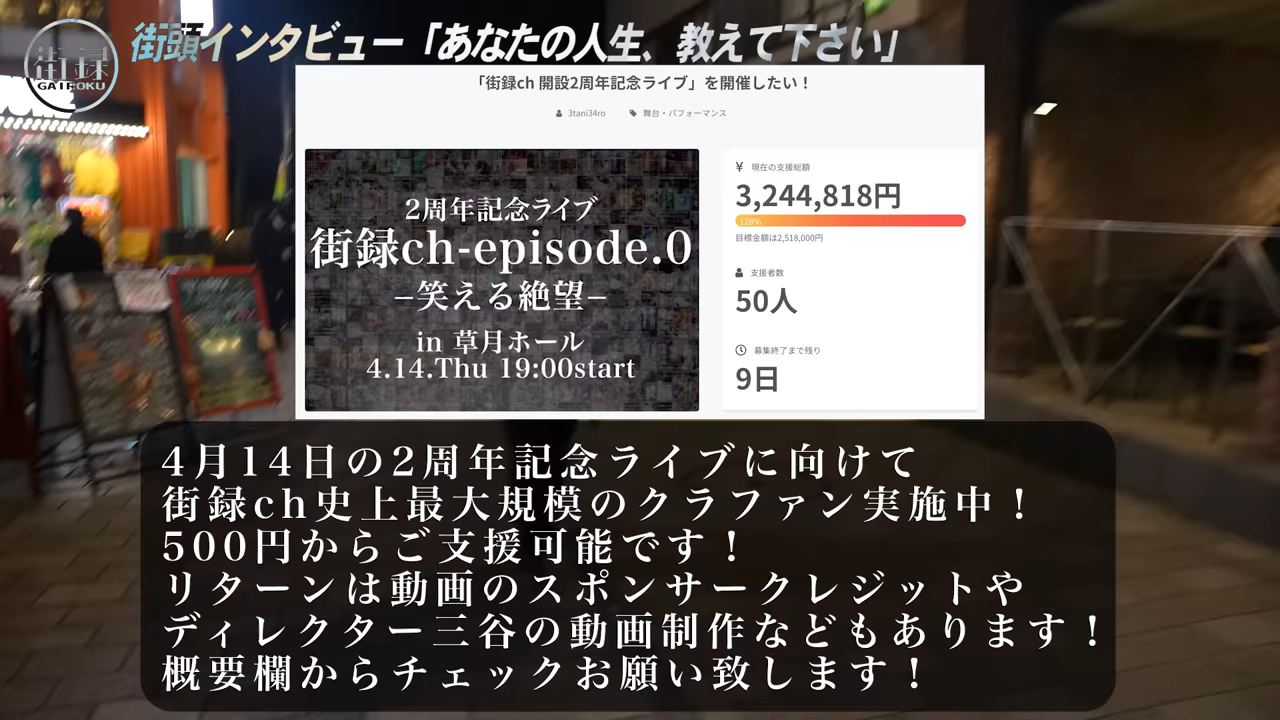 街録
GAIROKU
街頭インタビュー「あなたの人生、教えて下さい」
「街録ch 開設2周年記念ライブ」を開催したい！
3tani34ro 舞台・パフォーマンス
2周年記念ライブ
街録ch-episode.0
–笑える絶望–
in 草月ホール
4.14.Thu 19:00start
¥ 現在の支援総額
3,244,818円
128%
目標金額は2,518,000円
支援者数
50人
募集終了まで残り
9日
4月14日の2周年記念ライブに向けて
街録ch史上最大規模のクラファン実施中！
500円からご支援可能です！
リターンは動画のスポンサークレジットや
ディレクター三谷の動画制作などもあります！
概要欄からチェックお願い致します！